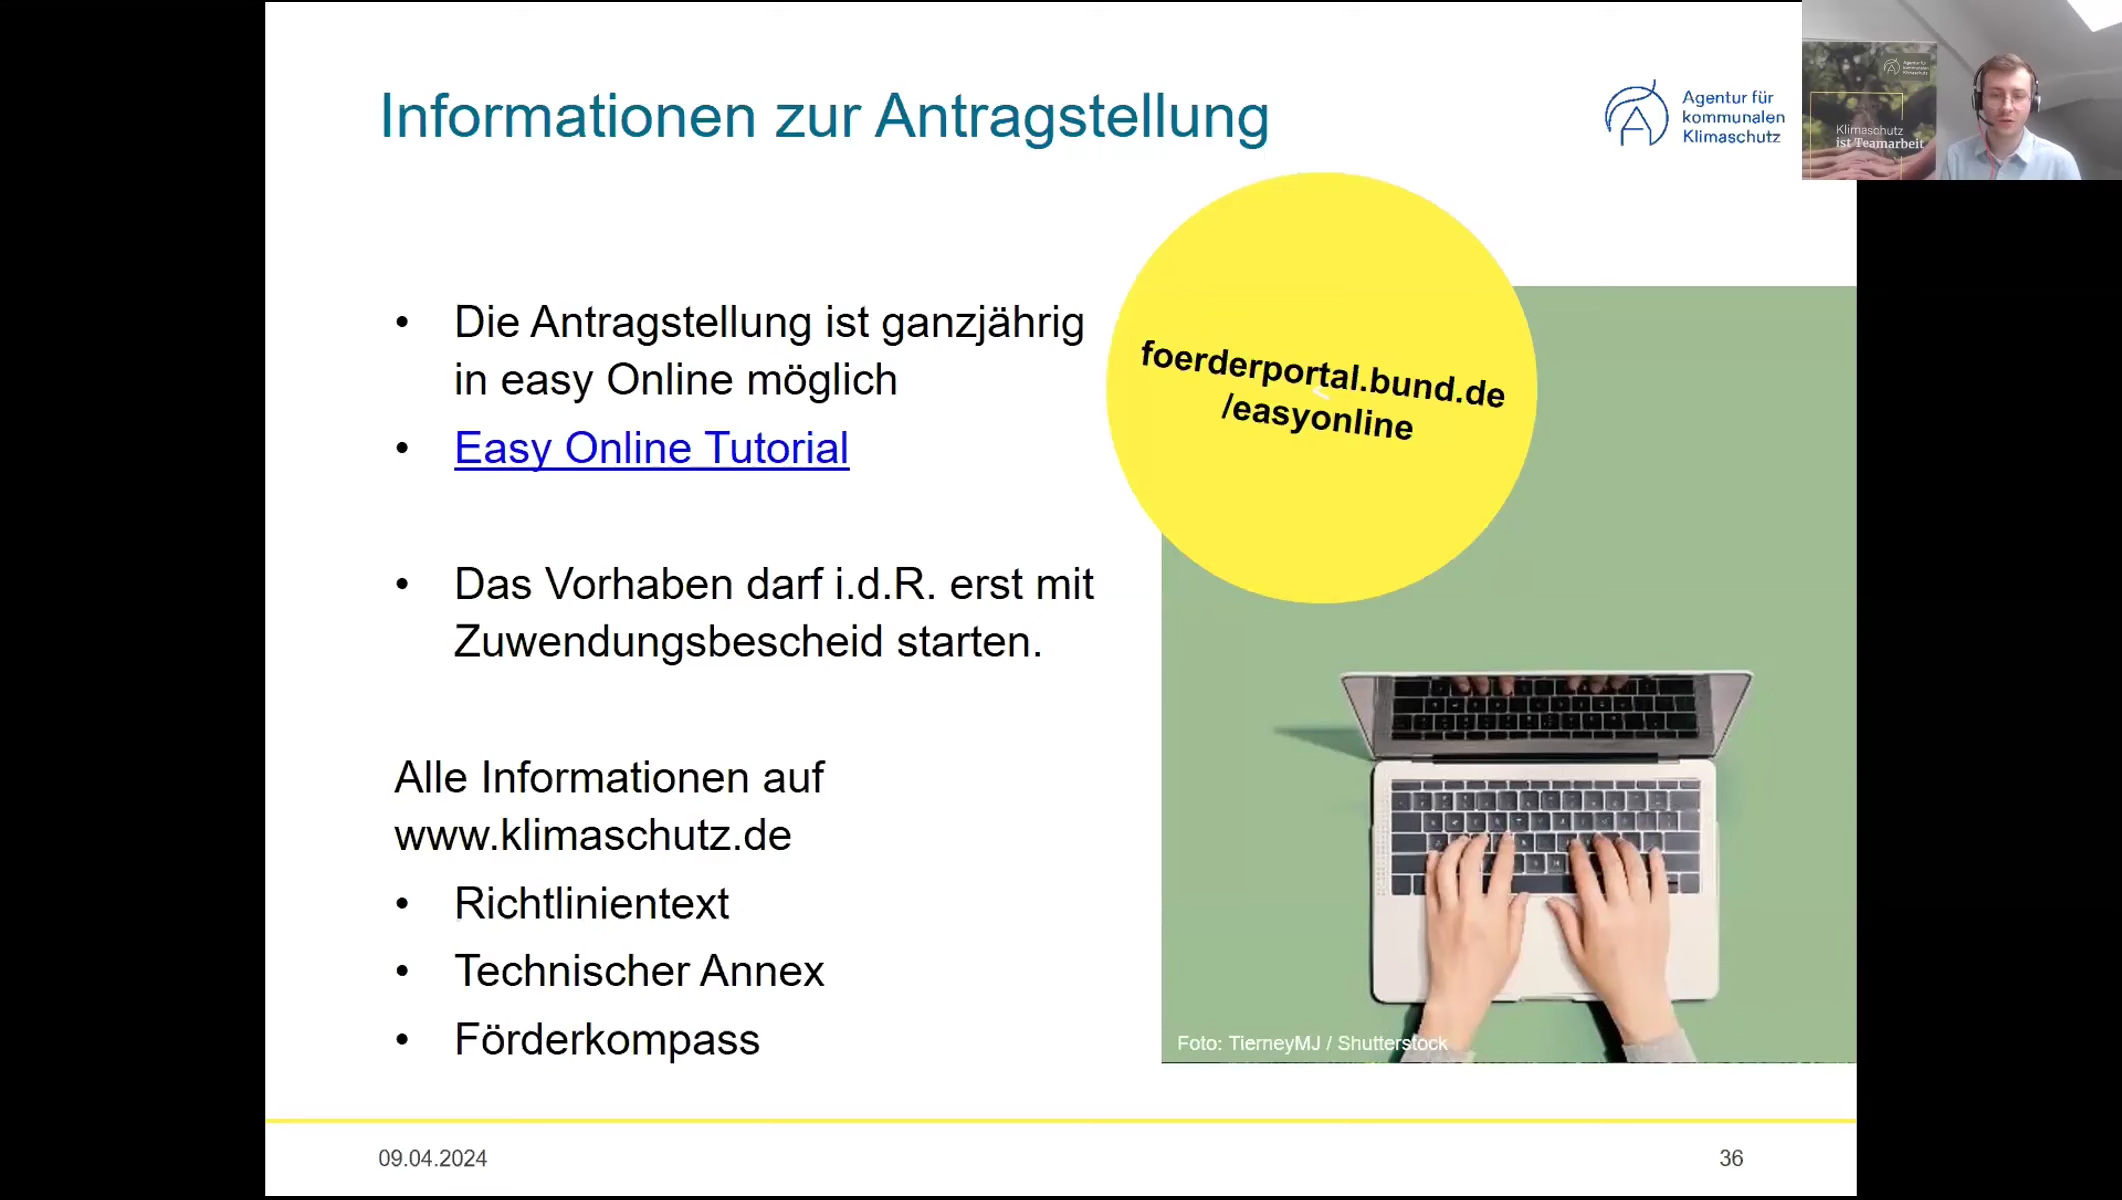 Informationen zur Antragstellung
Agentur für
kommunalen
Klimaschutz
Klimaschutz
ist Teamarbeit
• Die Antragstellung ist ganzjährig
in easy Online möglich
• Easy Online Tutorial
• Das Vorhaben darf i.d.R. erst mit
Zuwendungsbescheid starten.
Alle Informationen auf
www.klimaschutz.de
• Richtlinientext
• Technischer Annex
• Förderkompass
foerderportal.bund.de
/easyonline
Foto: TierneyMJ / Shutterstock
09.04.2024
36